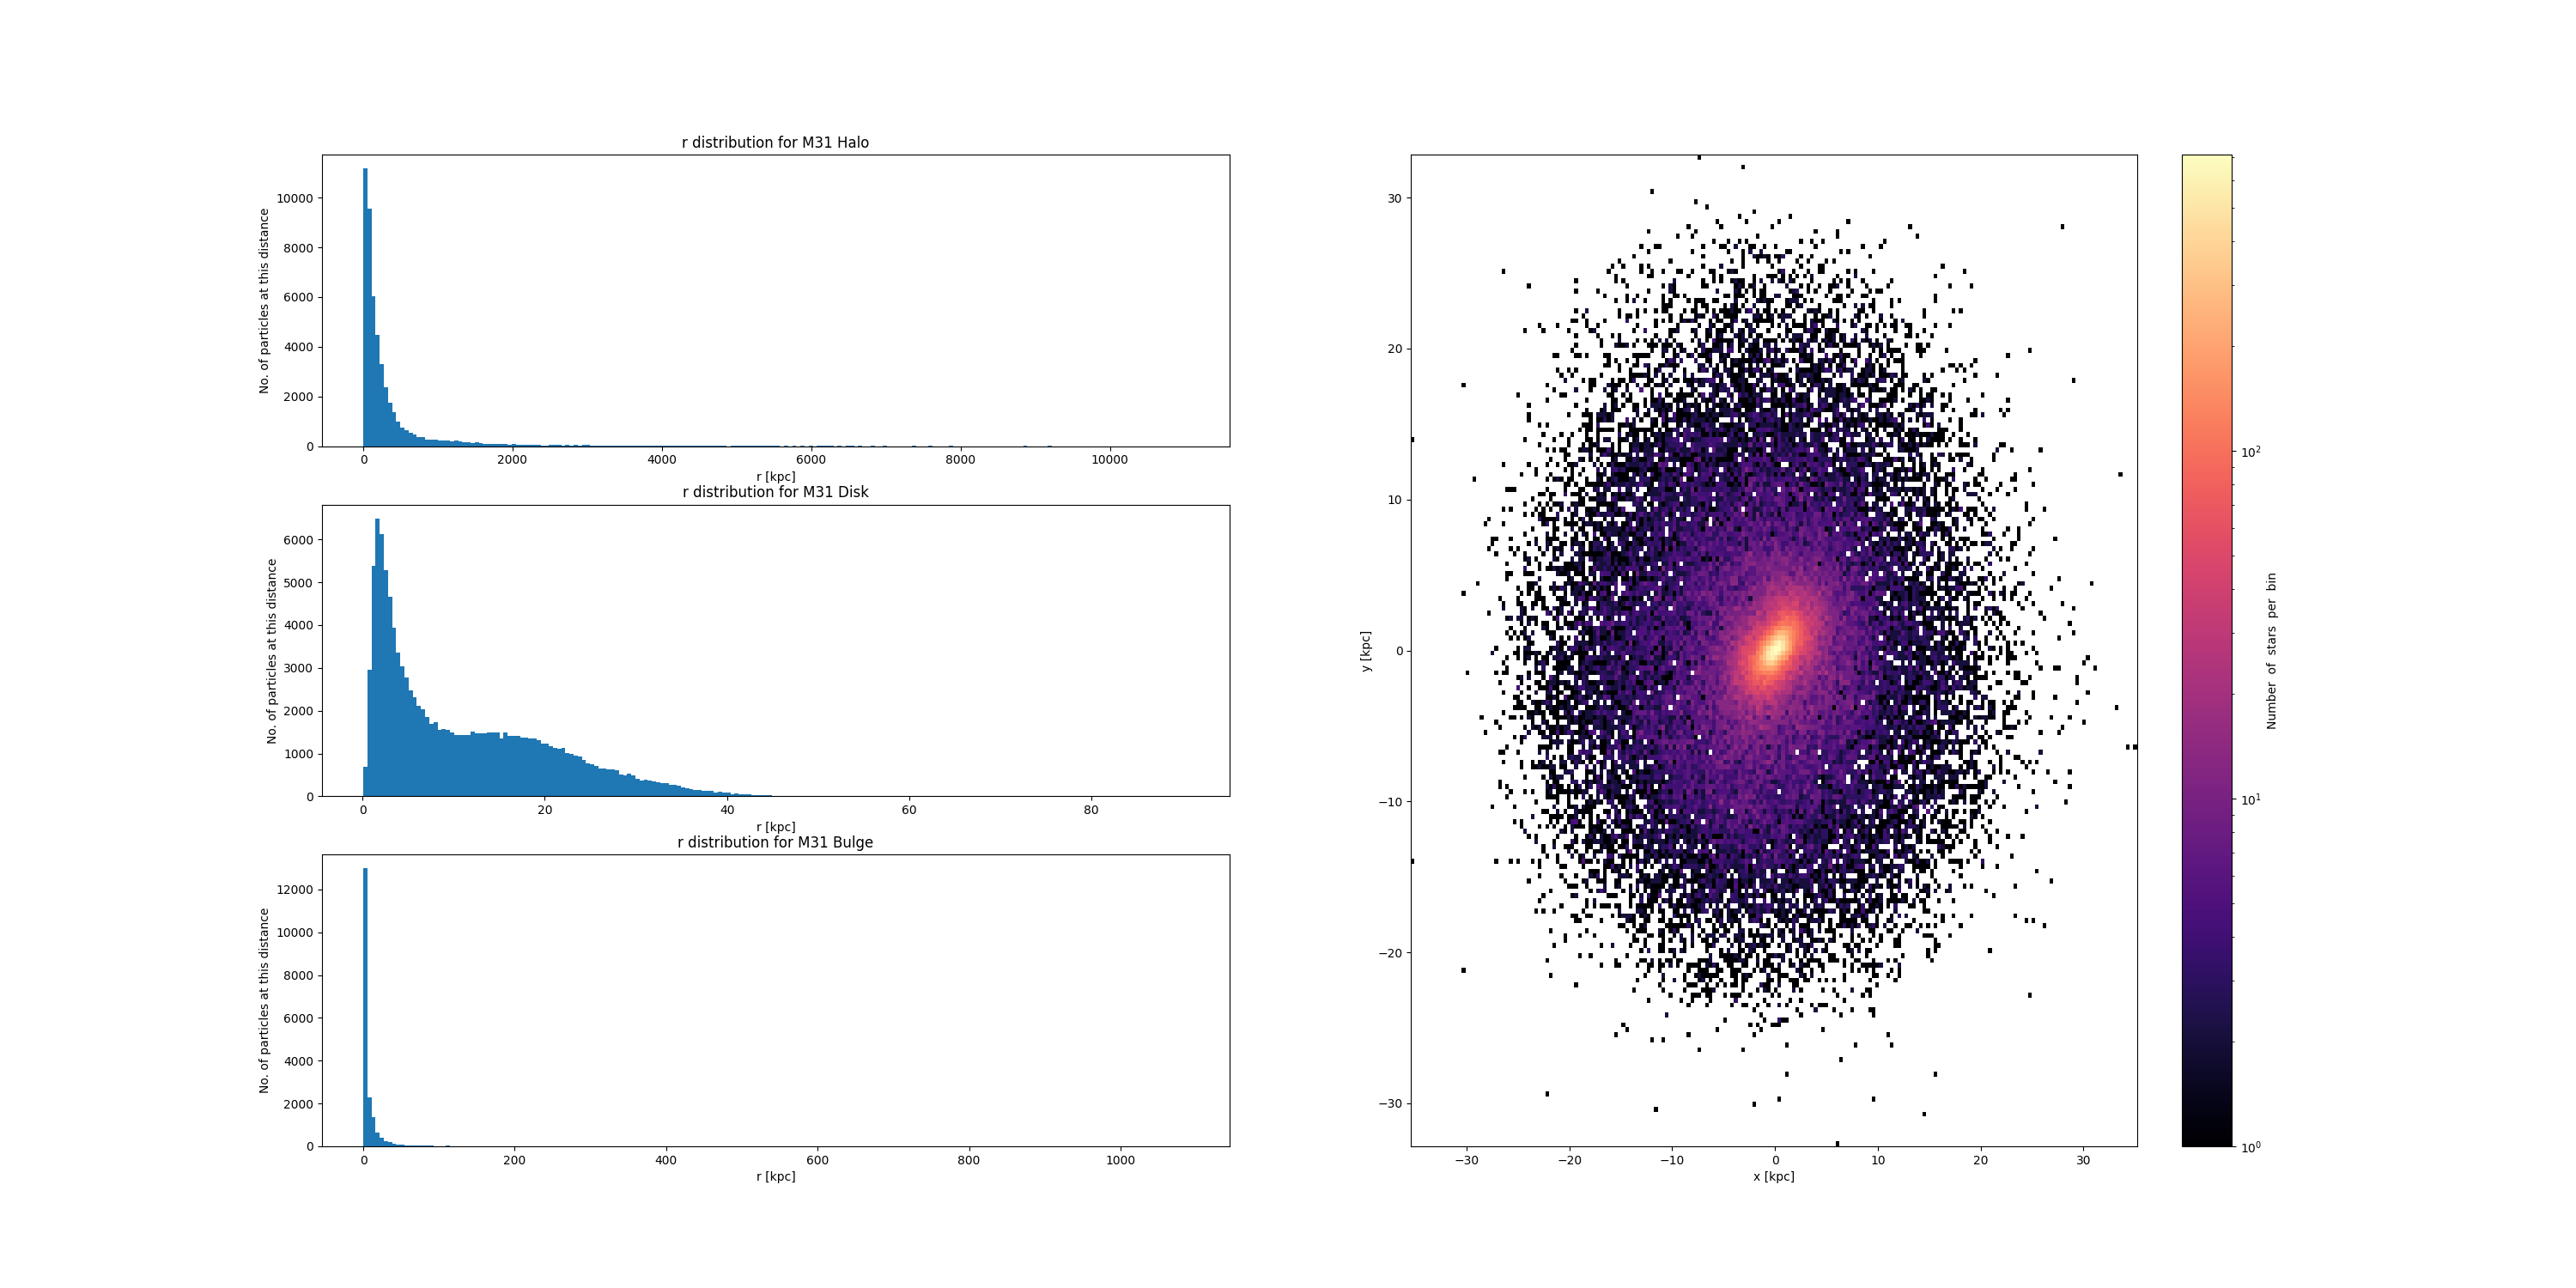 r distribution for M31 Halo
No. of particles at this distance
10000
8000
6000
4000
2000
0
0 2000 4000 6000 8000 10000
r [kpc]
r distribution for M31 Disk
No. of particles at this distance
6000
5000
4000
3000
2000
1000
0
0 20 40 60 80
r [kpc]
r distribution for M31 Bulge
No. of particles at this distance
12000
10000
8000
6000
4000
2000
0
0 200 400 600 800 1000
r [kpc]
y [kpc]
30
20
10
0
−10
−20
−30
−30 −20 −10 0 10 20 30
x [kpc]
10²
10¹
10⁰
Number of stars per bin